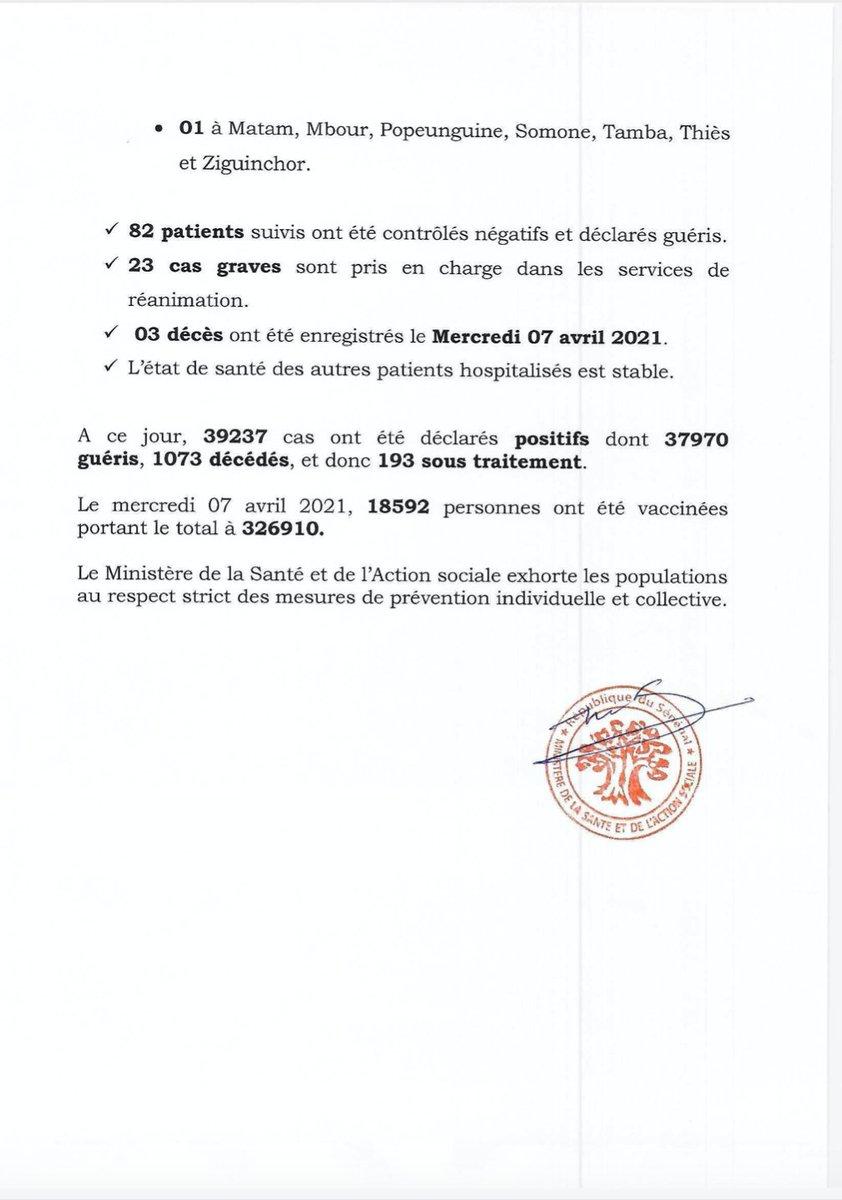 • 01 à Matam, Mbour, Popeunguine, Somone, Tamba, Thiès
et Ziguinchor.
✓ 82 patients suivis ont été contrôlés négatifs et déclarés guéris.
✓ 23 cas graves sont pris en charge dans les services de
réanimation.
✓ 03 décès ont été enregistrés le Mercredi 07 avril 2021.
✓ L’état de santé des autres patients hospitalisés est stable.
A ce jour, 39237 cas ont été déclarés positifs dont 37970
guéris, 1073 décédés, et donc 193 sous traitement.
Le mercredi 07 avril 2021, 18592 personnes ont été vaccinées
portant le total à 326910.
Le Ministère de la Santé et de l’Action sociale exhorte les populations
au respect strict des mesures de prévention individuelle et collective.
République du Sénégal
MINISTERE DE LA SANTE ET DE L'ACTION SOCIALE